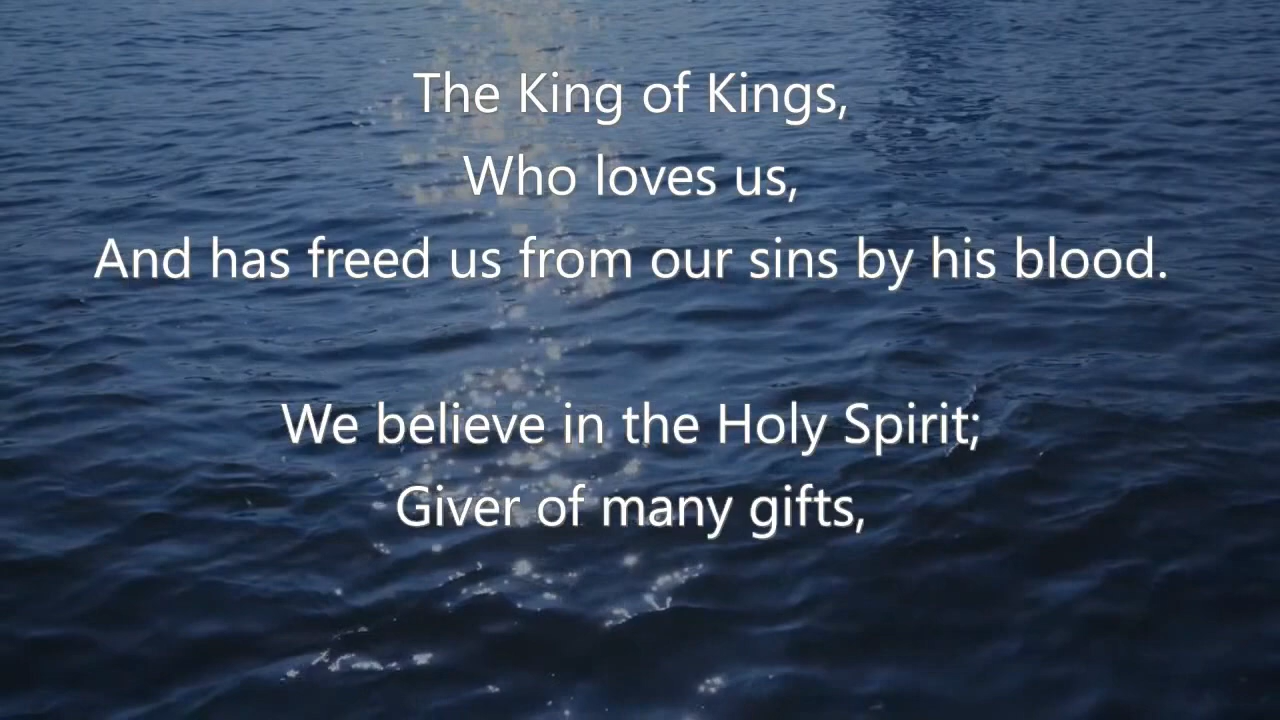 The King of Kings,
Who loves us,
And has freed us from our sins by his blood.
We believe in the Holy Spirit;
Giver of many gifts,